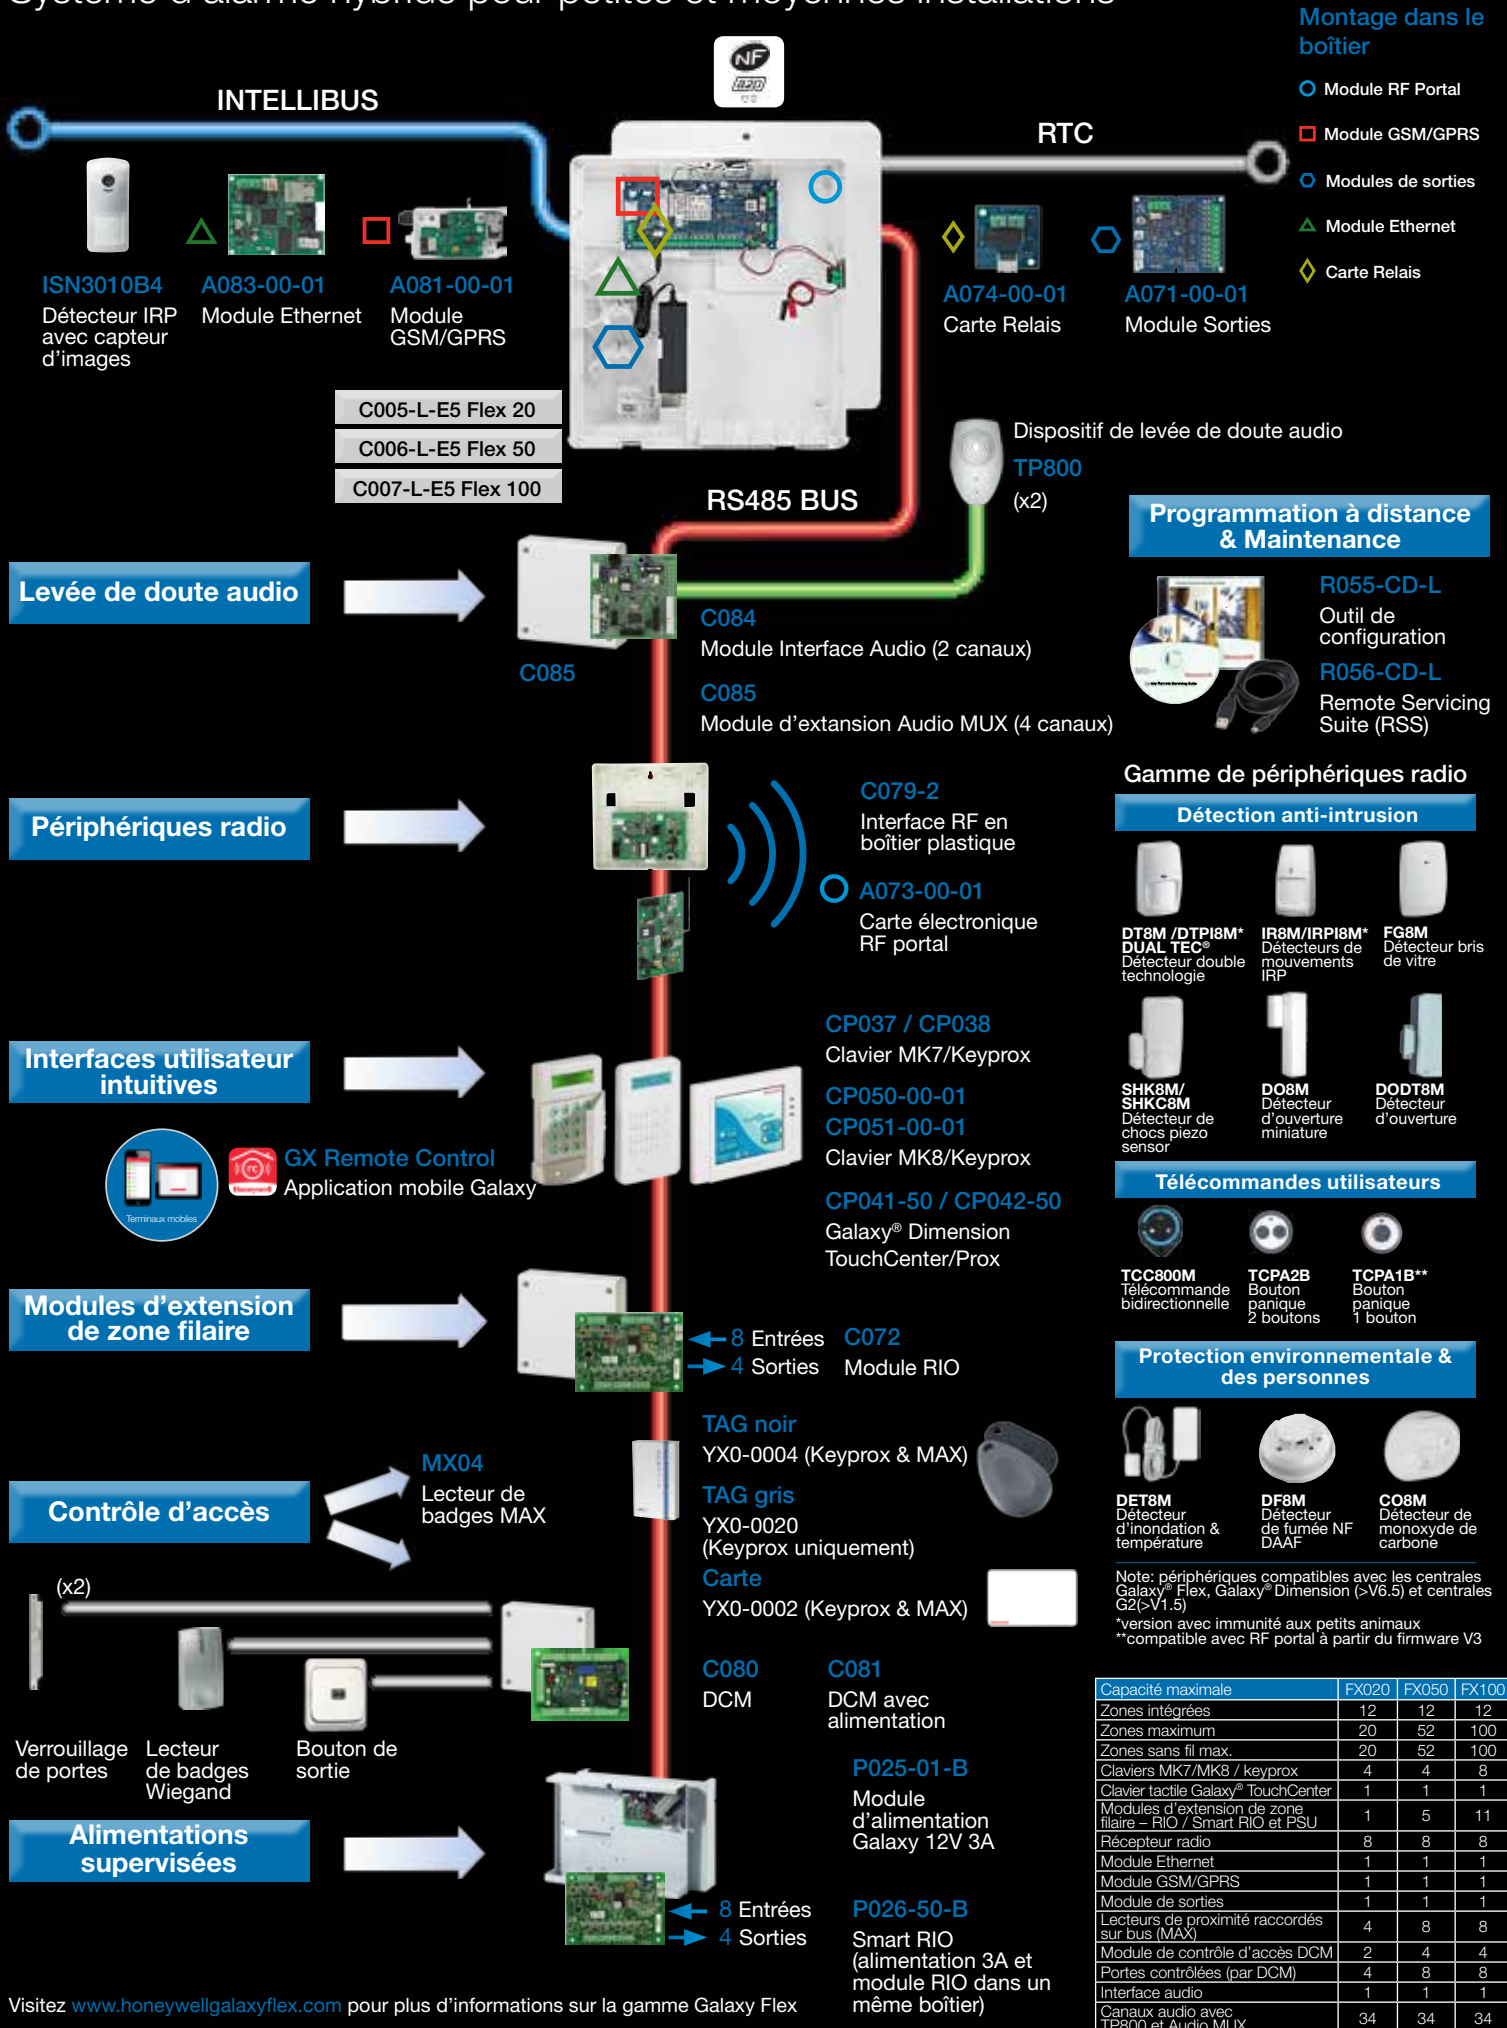 Système d'alarme hybride pour petites et moyennes installations
Montage dans le
boîtier
Module RF Portal
Module GSM/GPRS
Modules de sorties
Module Ethernet
Carte Relais
NF
A2P
INTELLIBUS
RTC
ISN3010B4
Détecteur IRP
avec capteur
d'images
A083-00-01
Module Ethernet
A081-00-01
Module
GSM/GPRS
A074-00-01
Carte Relais
A071-00-01
Module Sorties
C005-L-E5 Flex 20
C006-L-E5 Flex 50
C007-L-E5 Flex 100
RS485 BUS
Dispositif de levée de doute audio
TP800
(x2)
Programmation à distance
& Maintenance
R055-CD-L
Outil de
configuration
R056-CD-L
Remote Servicing
Suite (RSS)
Levée de doute audio
C085
C084
Module Interface Audio (2 canaux)
C085
Module d'extansion Audio MUX (4 canaux)
Périphériques radio
C079-2
Interface RF en
boîtier plastique
A073-00-01
Carte électronique
RF portal
Gamme de périphériques radio
Détection anti-intrusion
DT8M /DTPI8M*
DUAL TEC®
Détecteur double
technologie
IR8M/IRPI8M*
Détecteurs de
mouvements
IRP
FG8M
Détecteur bris
de vitre
SHK8M/
SHKC8M
Détecteur de
chocs piezo
sensor
DO8M
Détecteur
d'ouverture
miniature
DODT8M
Détecteur
d'ouverture
Interfaces utilisateur
intuitives
Terminaux mobiles
GX Remote Control
Application mobile Galaxy
CP037 / CP038
Clavier MK7/Keyprox
CP050-00-01
CP051-00-01
Clavier MK8/Keyprox
CP041-50 / CP042-50
Galaxy® Dimension
TouchCenter/Prox
Télécommandes utilisateurs
TCC800M
Télécommande
bidirectionnelle
TCPA2B
Bouton
panique
2 boutons
TCPA1B**
Bouton
panique
1 bouton
Modules d'extension
de zone filaire
8 Entrées
4 Sorties
C072
Module RIO
Protection environnementale &
des personnes
DET8M
Détecteur
d'inondation &
température
DF8M
Détecteur
de fumée NF
DAAF
CO8M
Détecteur de
monoxyde de
carbone
Note: périphériques compatibles avec les centrales
Galaxy® Flex, Galaxy® Dimension (>V6.5) et centrales
G2(>V1.5)
*version avec immunité aux petits animaux
**compatible avec RF portal à partir du firmware V3
Contrôle d'accès
MX04
Lecteur de
badges MAX
TAG noir
YX0-0004 (Keyprox & MAX)
TAG gris
YX0-0020
(Keyprox uniquement)
Carte
YX0-0002 (Keyprox & MAX)
(x2)
Verrouillage
de portes
Lecteur
de badges
Wiegand
Bouton de
sortie
C080
DCM
C081
DCM avec
alimentation
Alimentations
supervisées
8 Entrées
4 Sorties
P025-01-B
Module
d'alimentation
Galaxy 12V 3A
P026-50-B
Smart RIO
(alimentation 3A et
module RIO dans un
même boîtier)
Capacité maximale FX020 FX050 FX100
Zones intégrées 12 12 12
Zones maximum 20 52 100
Zones sans fil max. 20 52 100
Claviers MK7/MK8 / keyprox 4 4 8
Clavier tactile Galaxy® TouchCenter 1 1 1
Modules d'extension de zone
filaire – RIO / Smart RIO et PSU 1 5 11
Récepteur radio 8 8 8
Module Ethernet 1 1 1
Module GSM/GPRS 1 1 1
Module de sorties 1 1 1
Lecteurs de proximité raccordés
sur bus (MAX) 4 8 8
Module de contrôle d'accès DCM 2 4 4
Portes contrôlées (par DCM) 4 8 8
Interface audio 1 1 1
Canaux audio avec
TP800 et Audio MUX 34 34 34
Visitez www.honeywellgalaxyflex.com pour plus d'informations sur la gamme Galaxy Flex